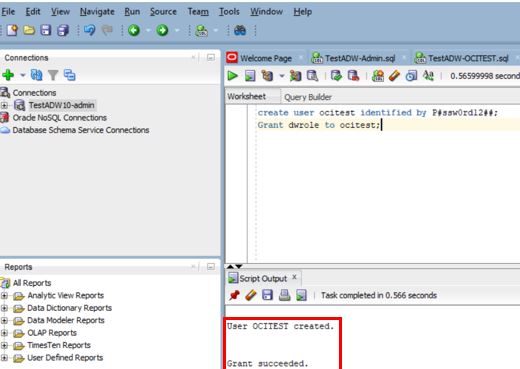 File Edit View Navigate Run Source Team Tools Window Help
Connections
Connections
TestADW10-admin
Oracle NoSQL Connections
Database Schema Service Connections
Reports
All Reports
Analytic View Reports
Data Dictionary Reports
Data Modeler Reports
OLAP Reports
TimesTen Reports
User Defined Reports
Welcome Page TestADW-Admin.sql TestADW-OCITEST.sql
0.56599998 second
Worksheet Query Builder
create user ocitest identified by P#ssw0rd12##;
Grant dwrole to ocitest;
Script Output x
Task completed in 0.566 seconds
User OCITEST created.
Grant succeeded.